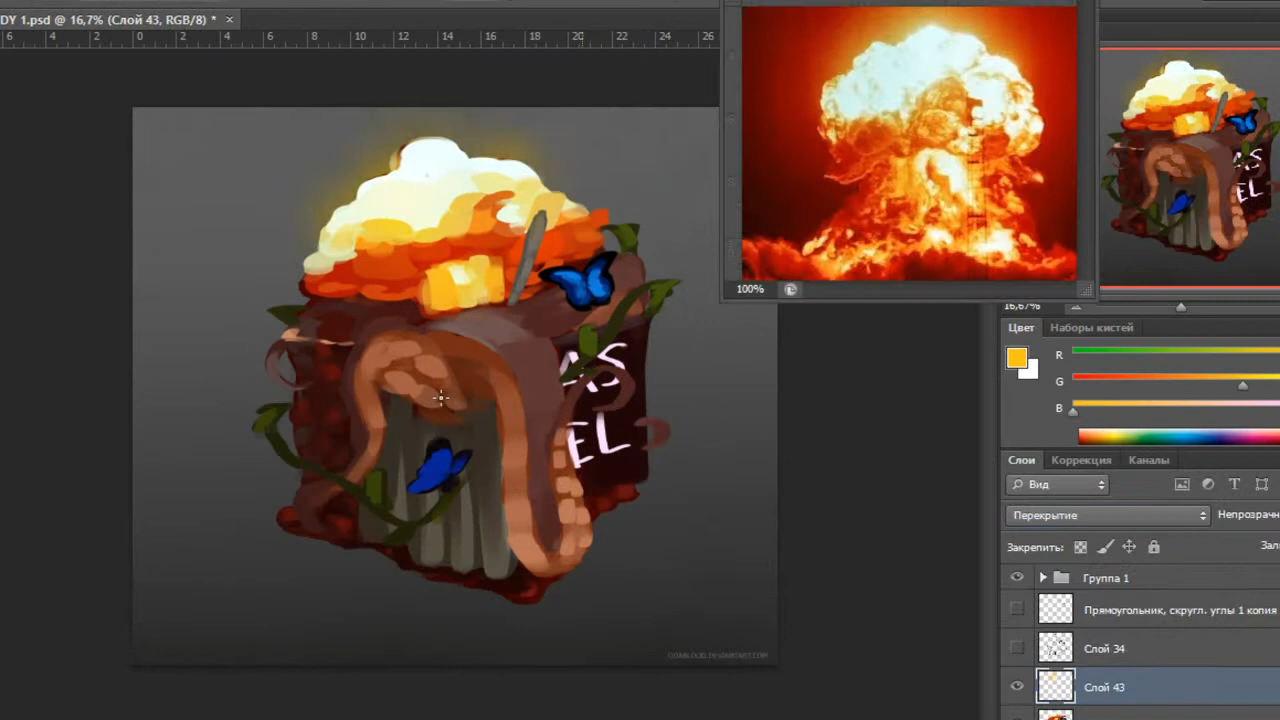 DY 1.psd @ 16,7% (Слой 43, RGB/8) *
6 4 2 0 2 4 6 8 10 12 14 16 18 20 22 24 26
100%
AS
EL
AS
EL
16,67%
Цвет Наборы кистей
R
G
B
Слои Коррекция Каналы
Вид
Перекрытие Непрозрачн
Закрепить:
Группа 1
Прямоугольник, скругл. углы 1 копия
Слой 34
Слой 43